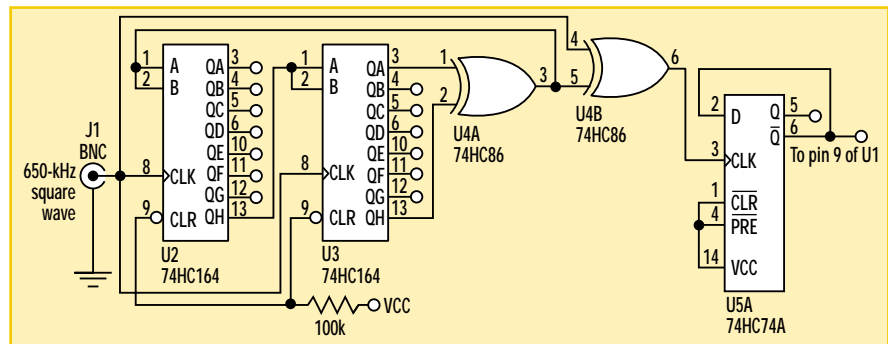 J1
BNC
650-kHz
square
wave
1 A QA 3
2 B QB 4
QC 5
QD 6
QE 10
QF 11
QG 12
8 CLK
9 CLR QH 13
U2
74HC164
1 A QA 3
2 B QB 4
QC 5
QD 6
QE 10
QF 11
QG 12
8 CLK
9 CLR QH 13
U3
74HC164
100k
VCC
1
2
3
U4A
74HC86
4
5
6
U4B
74HC86
2 D Q 5
Q 6
To pin 9 of U1
3 CLK
1 CLR
4 PRE
14 VCC
U5A
74HC74A